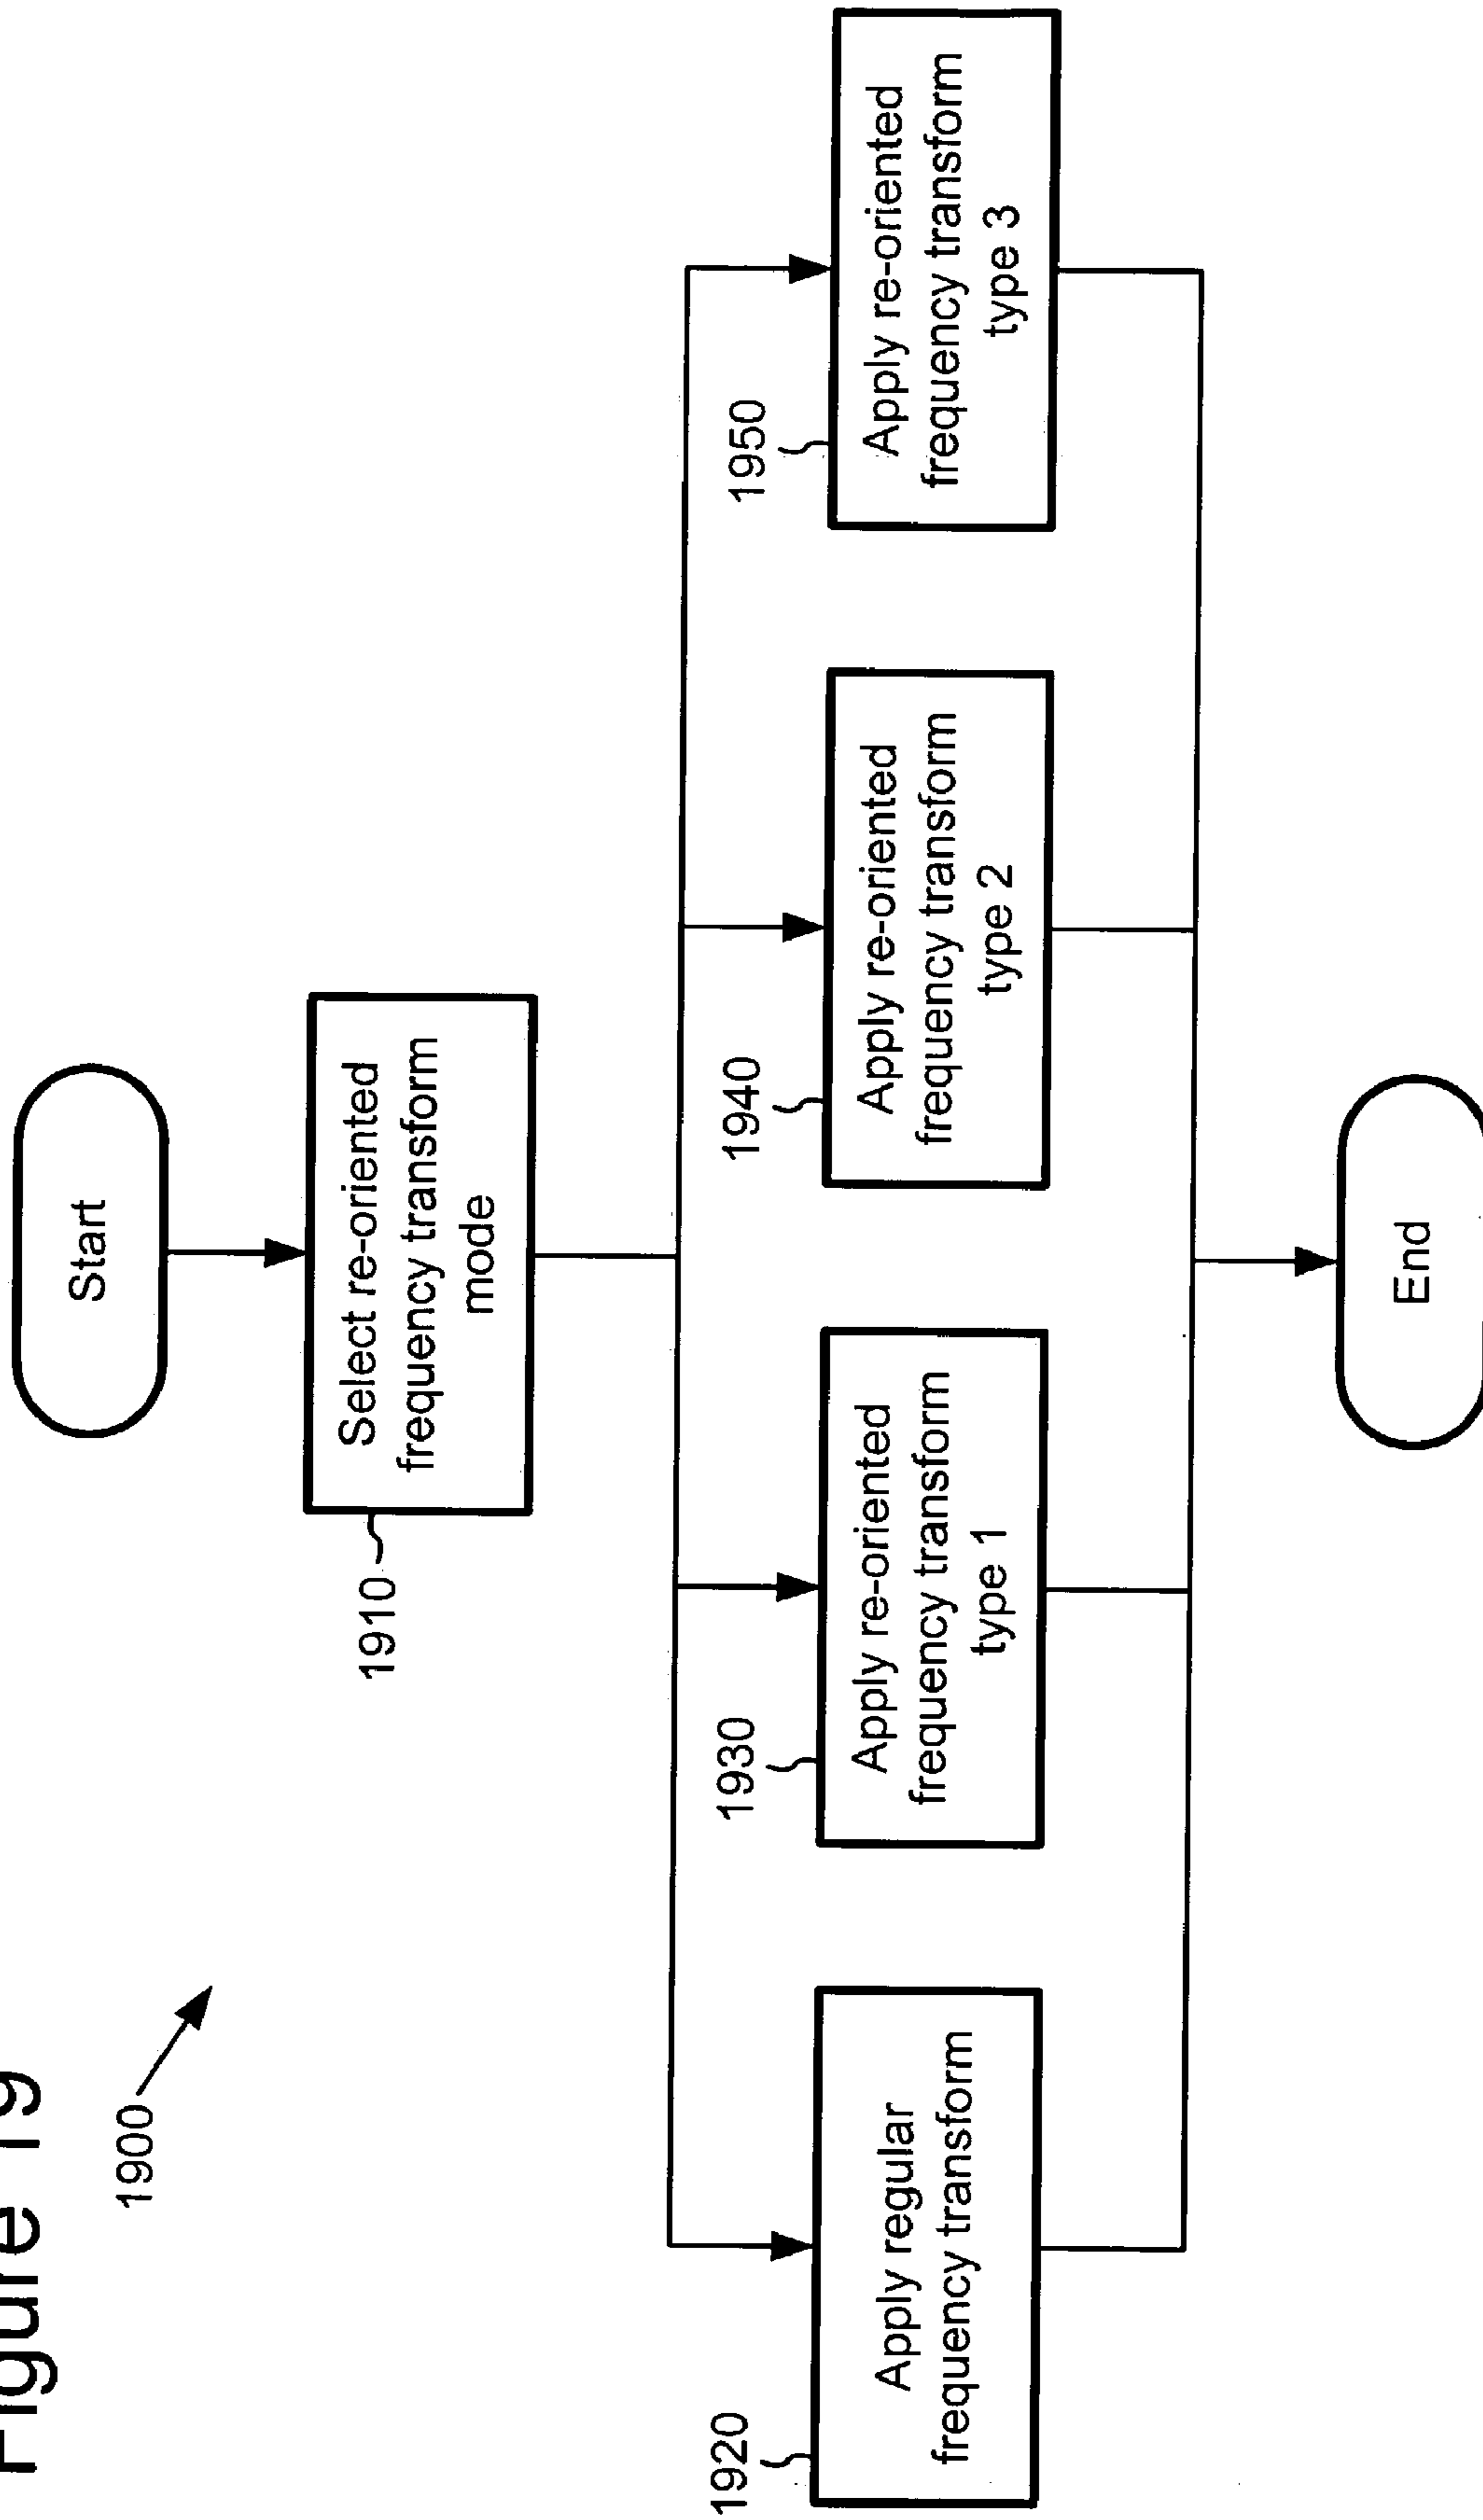 Figure 19
1900
Start
1910
Select re-oriented
frequency transform
mode
1920
Apply regular
frequency transform
1930
Apply re-oriented
frequency transform
type 1
1940
Apply re-oriented
frequency transform
type 2
1950
Apply re-oriented
frequency transform
type 3
End